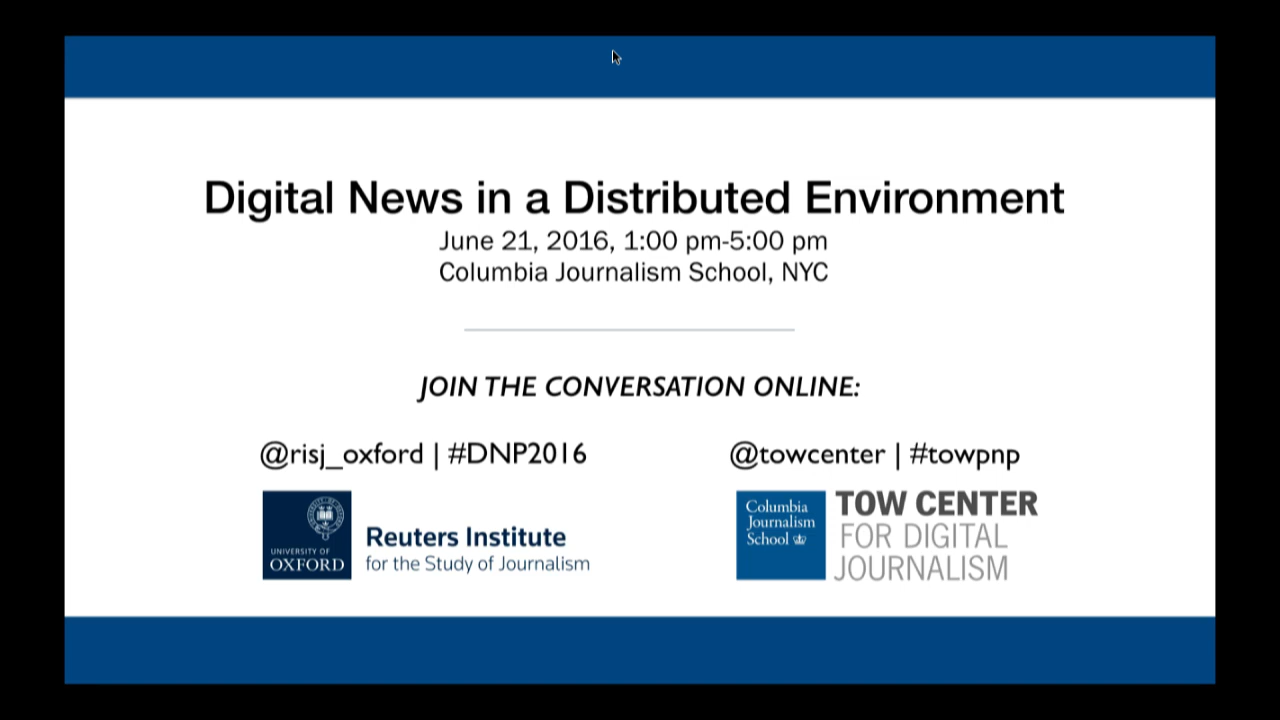 Digital News in a Distributed Environment
June 21, 2016, 1:00 pm-5:00 pm
Columbia Journalism School, NYC
JOIN THE CONVERSATION ONLINE:
@risj_oxford | #DNP2016
@towcenter | #towpnp
UNIVERSITY OF
OXFORD
Reuters Institute
for the Study of Journalism
Columbia
Journalism
School
TOW CENTER
FOR DIGITAL
JOURNALISM